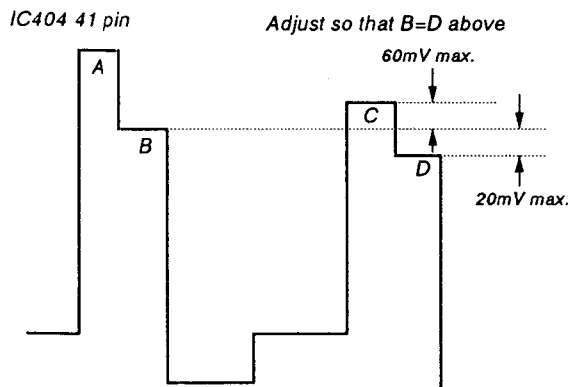 IC404 41 pin
Adjust so that B=D above
60mV max.
A
B
C
D
20mV max.